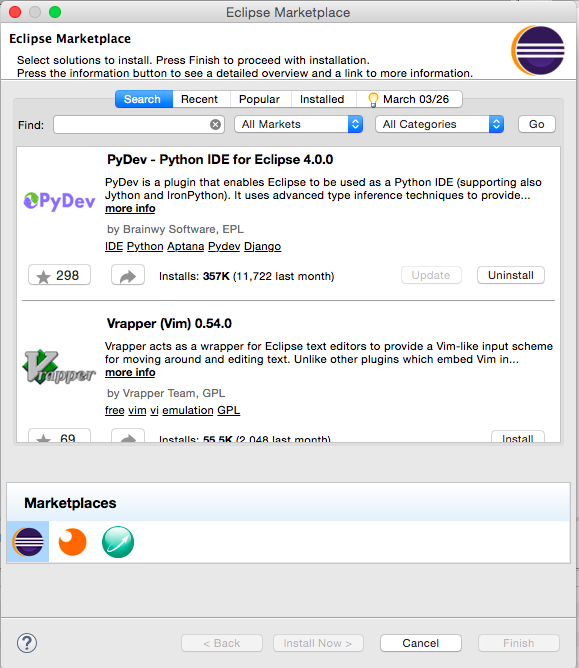 Eclipse Marketplace
Eclipse Marketplace
Select solutions to install. Press Finish to proceed with installation.
Press the information button to see a detailed overview and a link to more information.
Search Recent Popular Installed March 03/26
Find: All Markets All Categories Go
PyDev - Python IDE for Eclipse 4.0.0
PyDev is a plugin that enables Eclipse to be used as a Python IDE (supporting also
PyDev
Jython and IronPython). It uses advanced type inference techniques to provide...
more info
by Brainwy Software, EPL
IDE Python Aptana Pydev Django
298 Installs: 357K (11,722 last month) Update Uninstall
Vrapper (Vim) 0.54.0
Vrapper acts as a wrapper for Eclipse text editors to provide a Vim-like input scheme
for moving around and editing text. Unlike other plugins which embed Vim in...
Vrapper
more info
by Vrapper Team, GPL
free vim vi emulation GPL
69 Installs: 55.5K (2,048 last month) Install
Marketplaces
? < Back Install Now > Cancel Finish